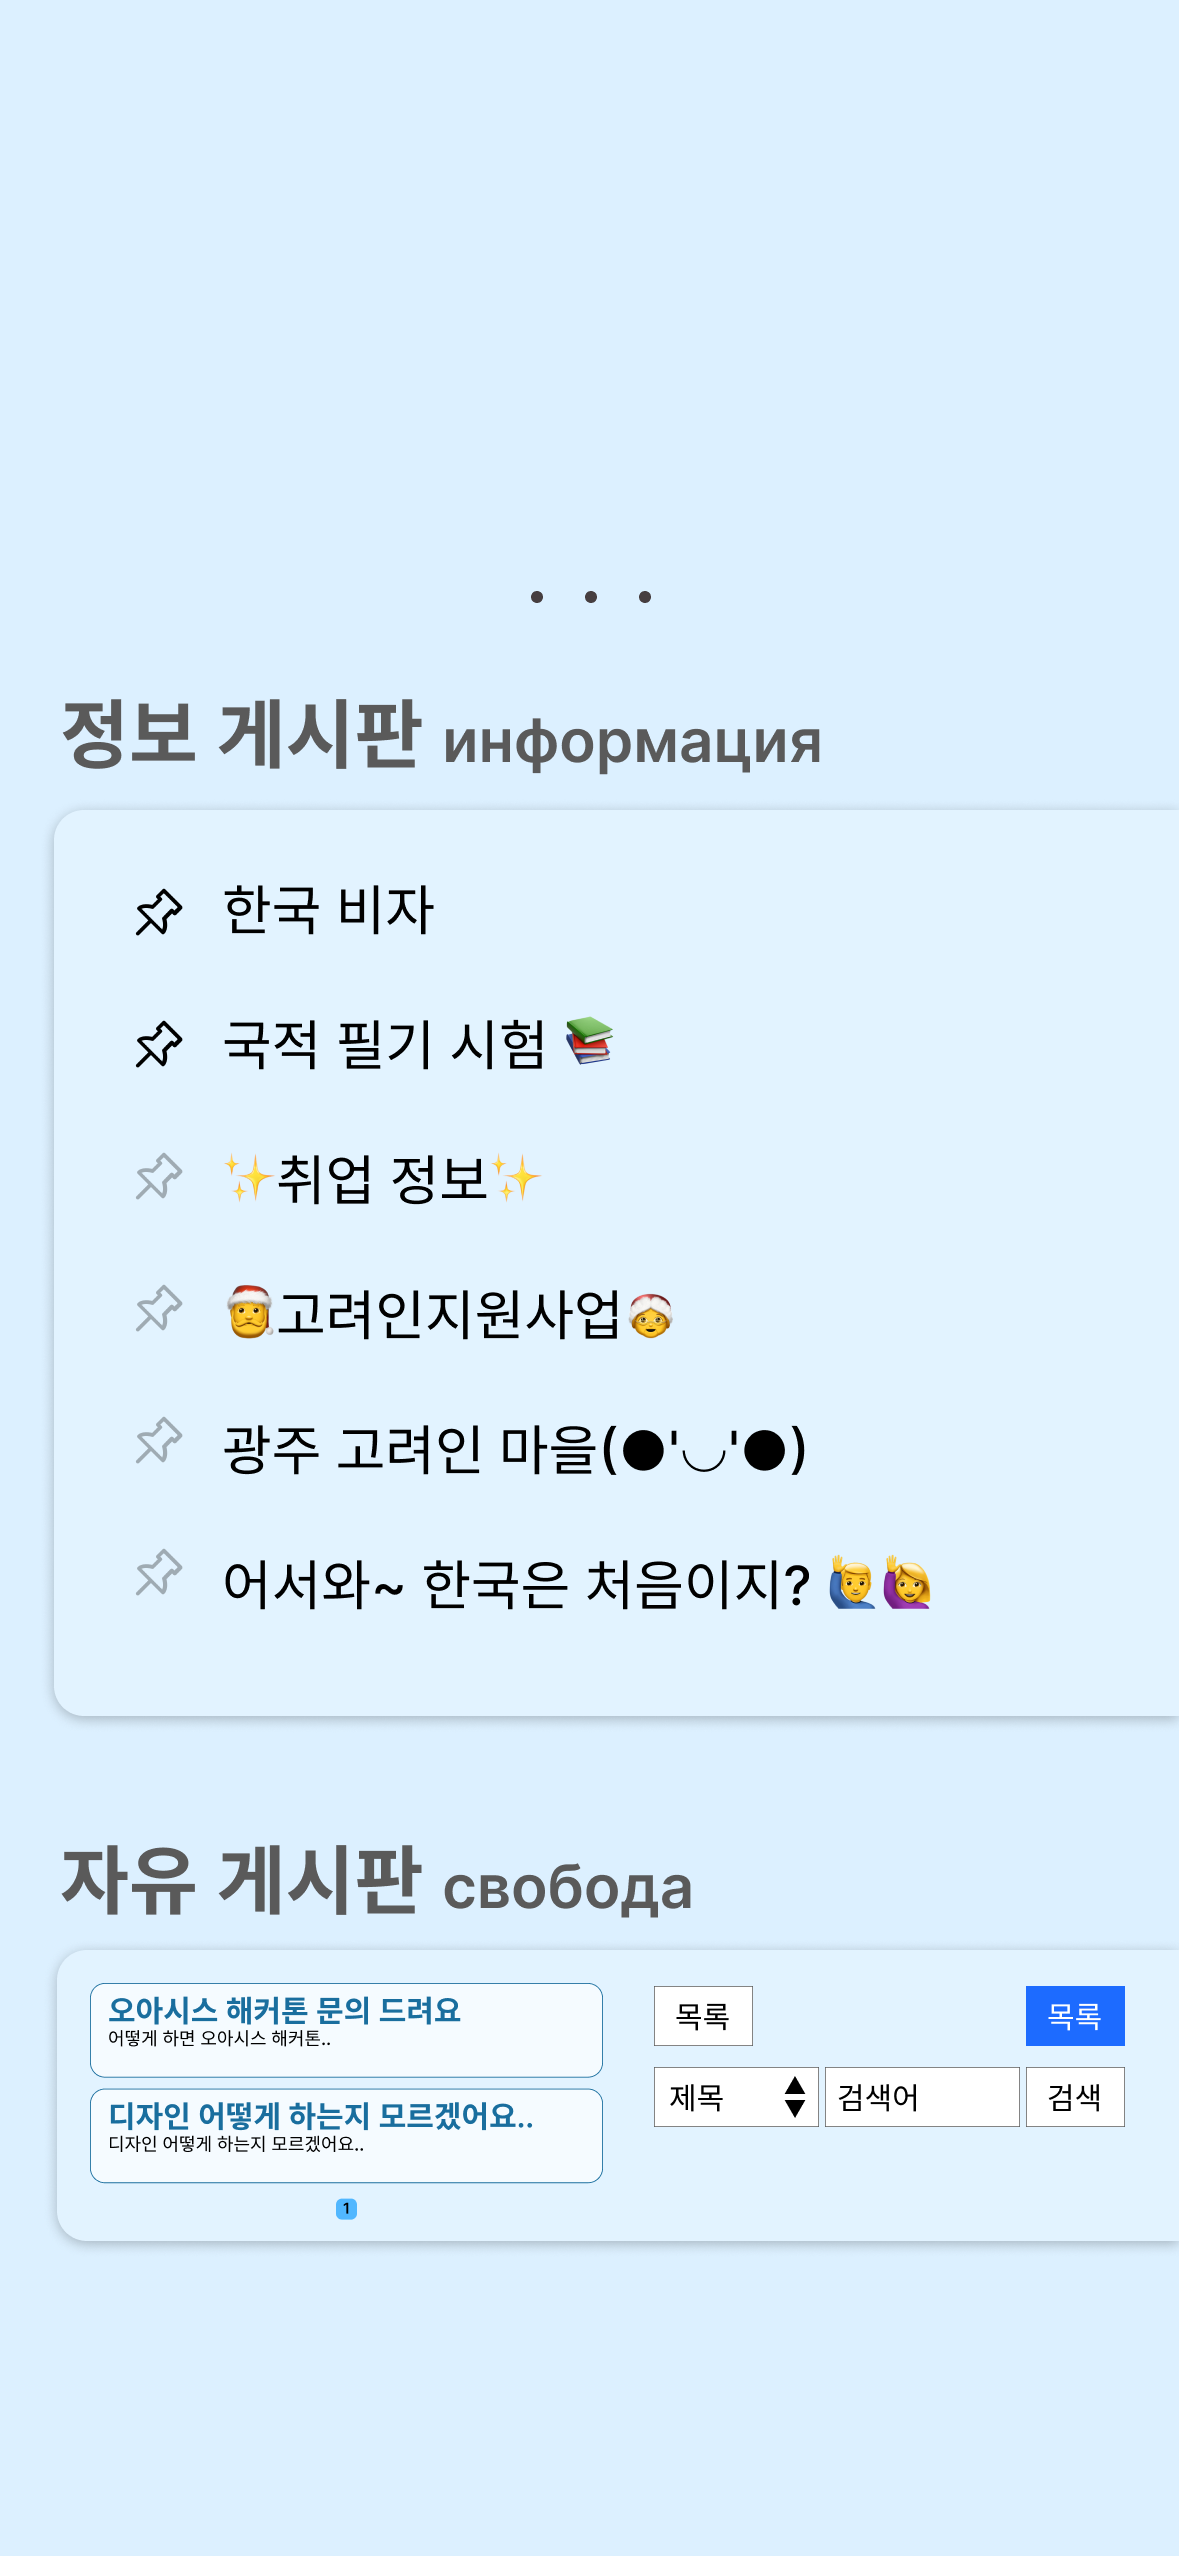 정보 게시판 информация
한국 비자
국적 필기 시험 📚
✨취업 정보✨
🎅고려인지원사업🤶
광주 고려인 마을(●'◡'●)
어서와~ 한국은 처음이지? 🙋‍♂️🙋‍♀️
자유 게시판 свобода
오아시스 해커톤 문의 드려요
어떻게 하면 오아시스 해커톤..
디자인 어떻게 하는지 모르겠어요..
디자인 어떻게 하는지 모르겠어요..
1
목록 목록
제목 검색어 검색